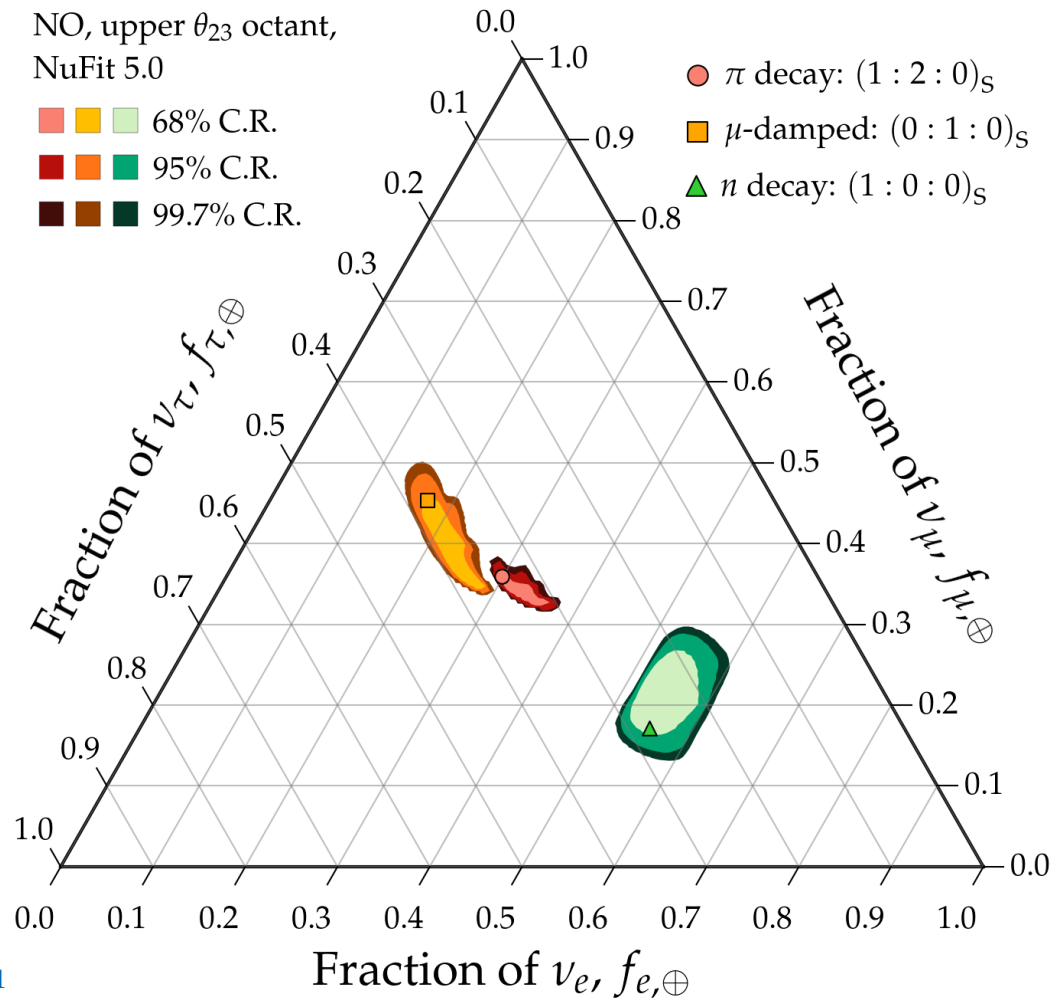 NO, upper θ₂₃ octant,
NuFit 5.0
68% C.R.
95% C.R.
99.7% C.R.
π decay: (1 : 2 : 0)S
μ-damped: (0 : 1 : 0)S
n decay: (1 : 0 : 0)S
Fraction of ντ, fτ,⊕
0.0
0.1
0.2
0.3
0.4
0.5
0.6
0.7
0.8
0.9
1.0
Fraction of νμ, fμ,⊕
1.0
0.9
0.8
0.7
0.6
0.5
0.4
0.3
0.2
0.1
0.0
0.0 0.1 0.2 0.3 0.4 0.5 0.6 0.7 0.8 0.9 1.0
Fraction of νe, fe,⊕